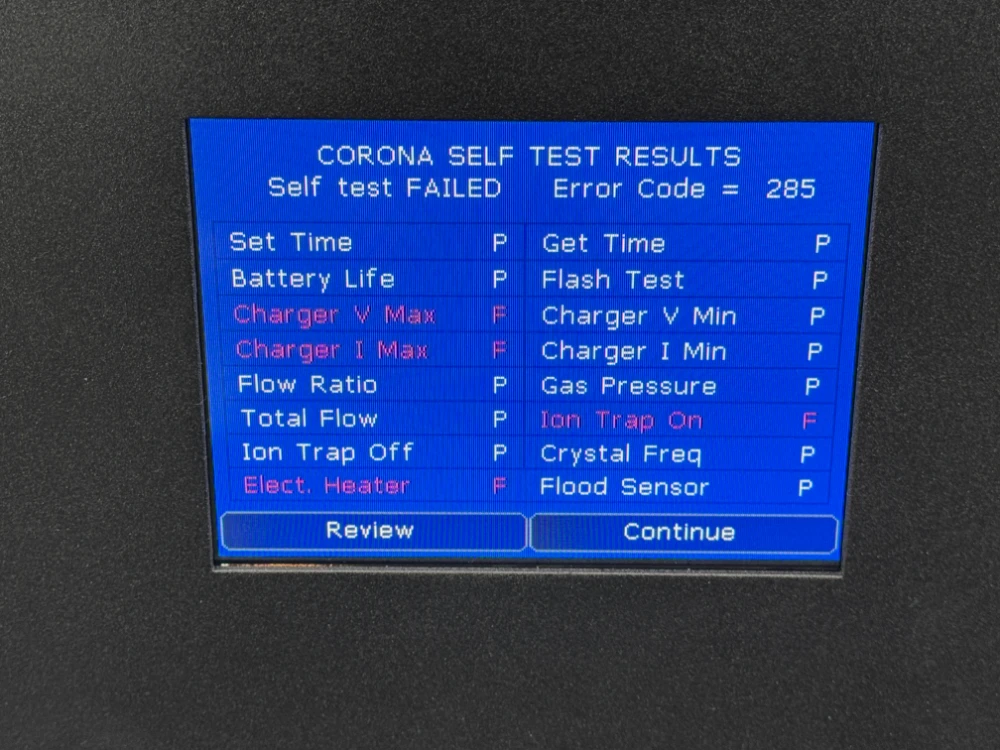 CORONA SELF TEST RESULTS
Self test FAILED Error Code = 285
Set Time P Get Time P
Battery Life P Flash Test P
Charger V Max F Charger V Min P
Charger I Max F Charger I Min P
Flow Ratio P Gas Pressure P
Total Flow P Ion Trap On F
Ion Trap Off P Crystal Freq P
Elect. Heater F Flood Sensor P
Review Continue